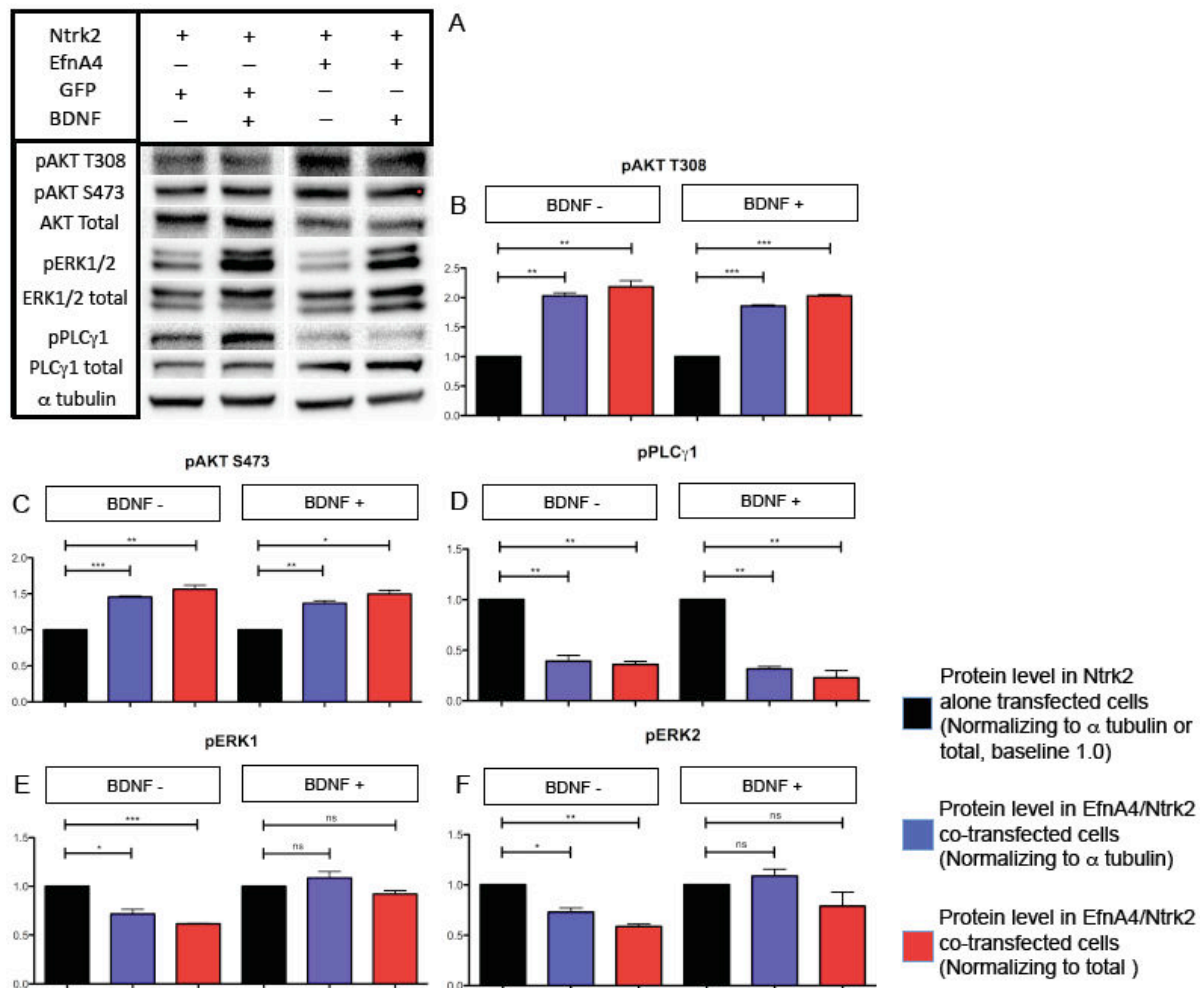 Ntrk2 + + + +
EfnA4 − − + +
GFP + + − −
BDNF − + − +
A
pAKT T308
pAKT S473
AKT Total
pERK1/2
ERK1/2 total
pPLCγ1
PLCγ1 total
α tubulin
pAKT T308
B
BDNF - BDNF +
** ***
** ***
2.5
2.0
1.5
1.0
0.5
0.0
pAKT S473
C
BDNF - BDNF +
** *
*** **
2.0
1.5
1.0
0.5
0.0
pPLCγ1
D
BDNF - BDNF +
** **
** **
1.5
1.0
0.5
0.0
pERK1
E
BDNF - BDNF +
*** ns
* ns
1.5
1.0
0.5
0.0
pERK2
F
BDNF - BDNF +
** ns
* ns
1.5
1.0
0.5
0.0
Protein level in Ntrk2
alone transfected cells
(Normalizing to α tubulin or
total, baseline 1.0)
Protein level in EfnA4/Ntrk2
co-transfected cells
(Normalizing to α tubulin)
Protein level in EfnA4/Ntrk2
co-transfected cells
(Normalizing to total )